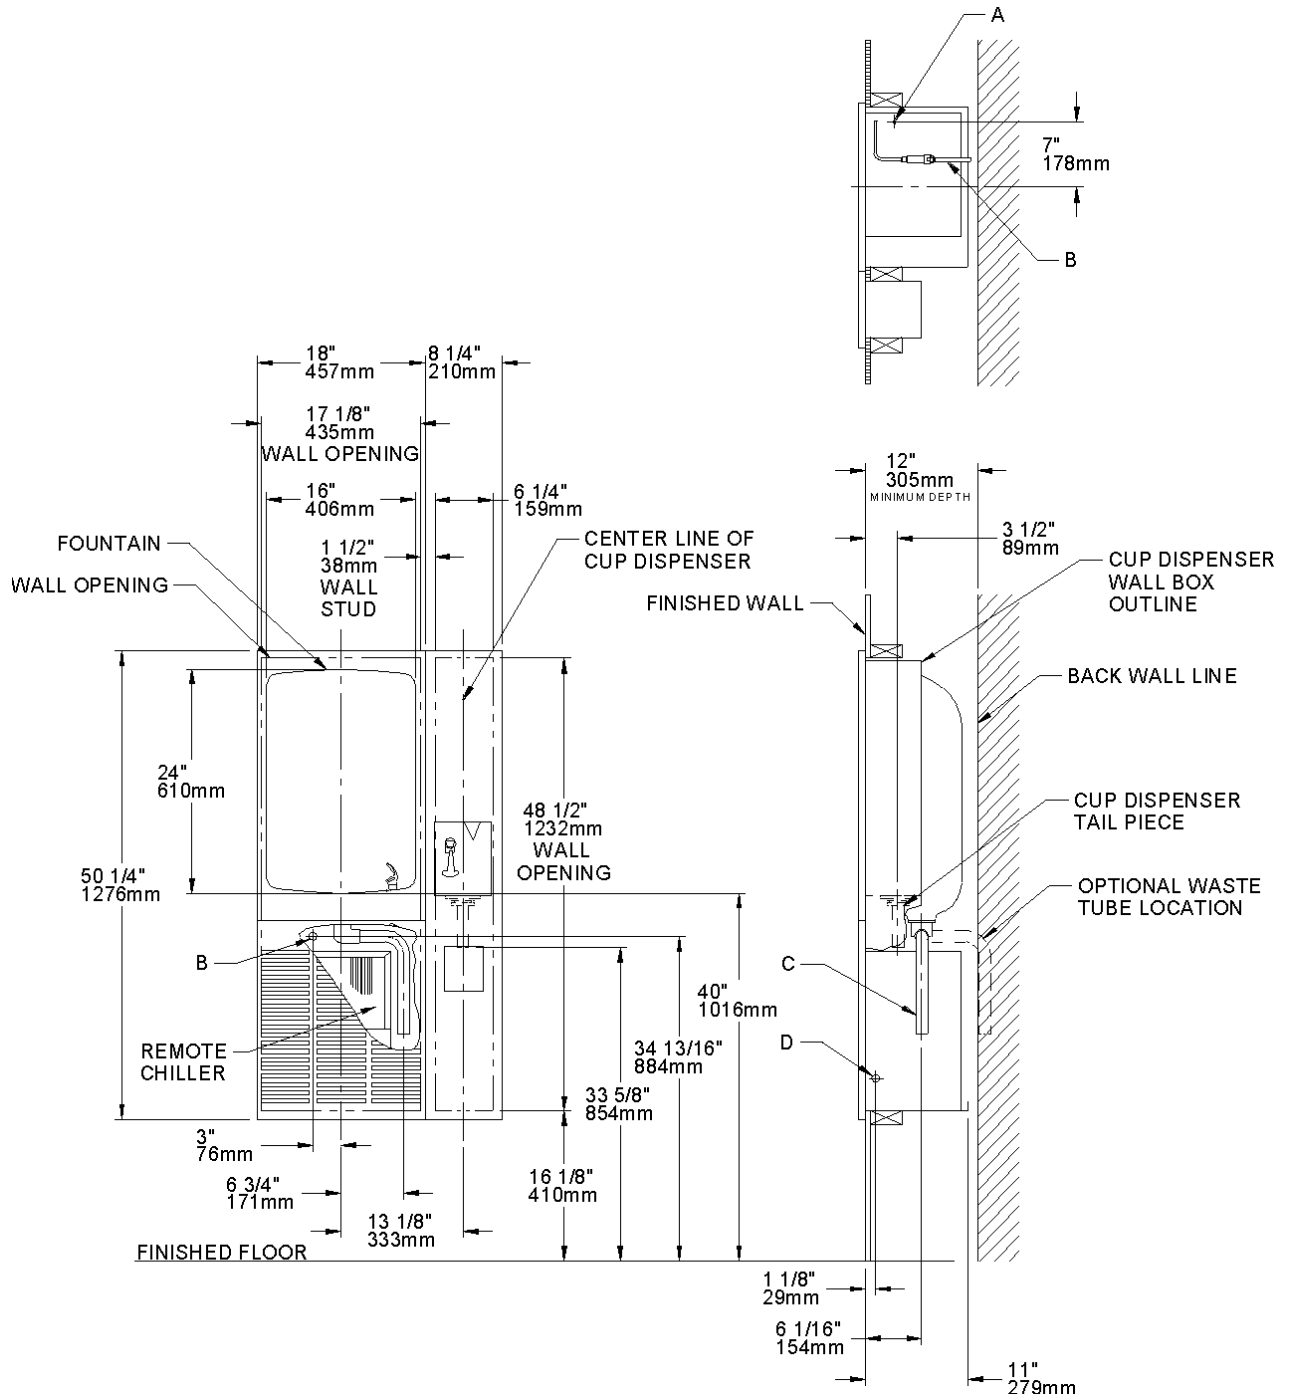 A
7"
178mm
B
18"
457mm
8 1/4"
210mm
17 1/8"
435mm
WALL OPENING
16"
406mm
6 1/4"
159mm
12"
305mm
MINIMUM DEPTH
3 1/2"
89mm
FOUNTAIN
WALL OPENING
1 1/2"
38mm
WALL
STUD
CENTER LINE OF
CUP DISPENSER
FINISHED WALL
CUP DISPENSER
WALL BOX
OUTLINE
BACK WALL LINE
24"
610mm
48 1/2"
1232mm
WALL
OPENING
CUP DISPENSER
TAIL PIECE
50 1/4"
1276mm
OPTIONAL WASTE
TUBE LOCATION
B
C
40"
1016mm
D
REMOTE
CHILLER
34 13/16"
884mm
33 5/8"
854mm
3"
76mm
6 3/4"
171mm
16 1/8"
410mm
13 1/8"
333mm
FINISHED FLOOR
1 1/8"
29mm
6 1/16"
154mm
11"
279mm